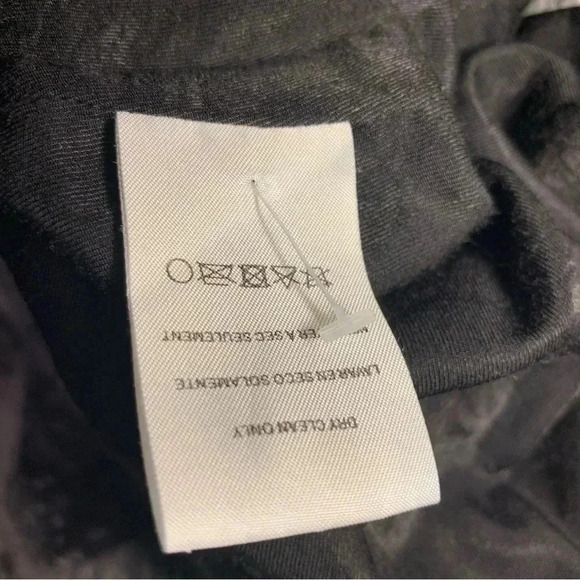 DRY CLEAN ONLY
LAVAR EN SECO SOLAMENTE
A SEC SEULEMENT